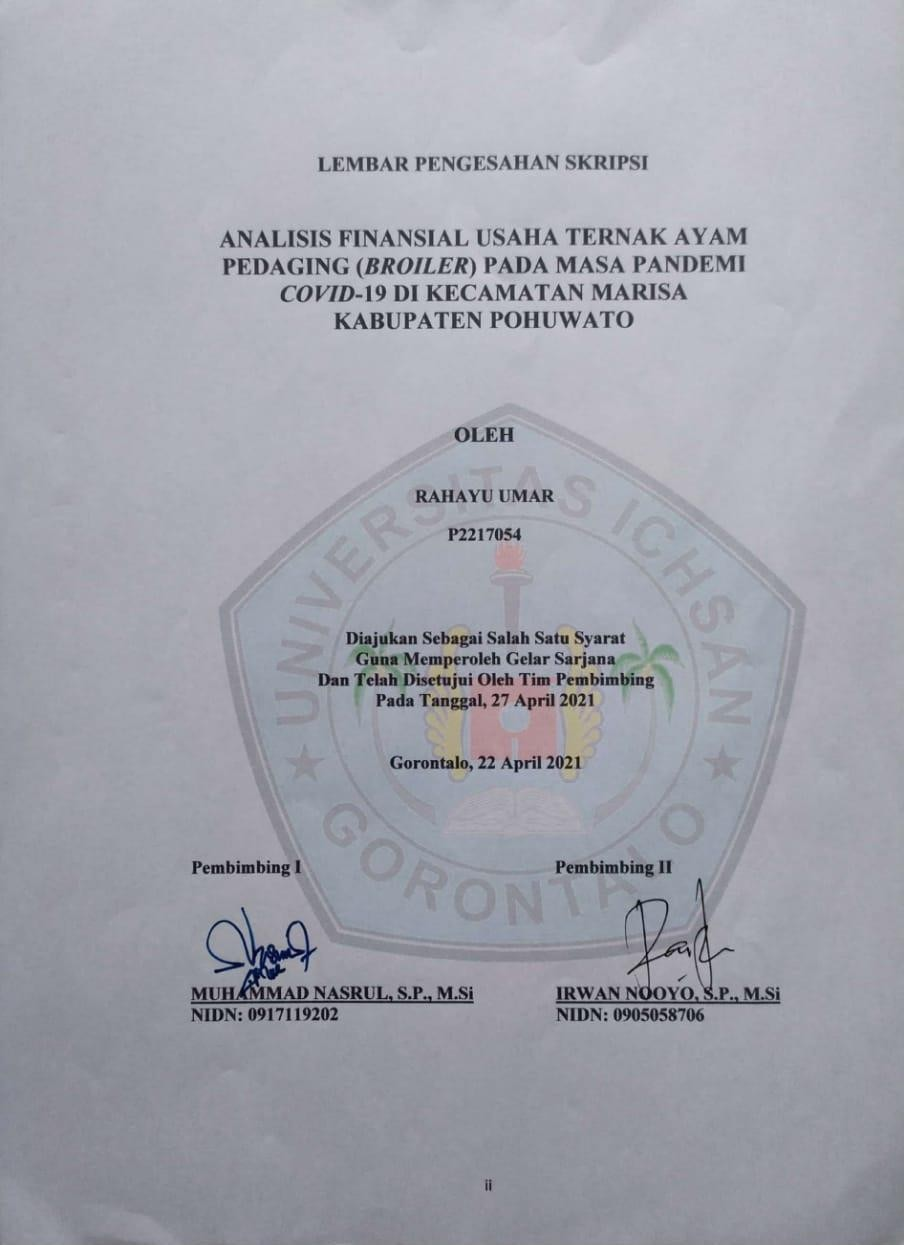 LEMBAR PENGESAHAN SKRIPSI
ANALISIS FINANSIAL USAHA TERNAK AYAM
PEDAGING (BROILER) PADA MASA PANDEMI
COVID-19 DI KECAMATAN MARISA
KABUPATEN POHUWATO
OLEH
RAHAYU UMAR
P2217054
UNIVERSITAS ICHSAN
GORONTALO
Diajukan Sebagai Salah Satu Syarat
Guna Memperoleh Gelar Sarjana
Dan Telah Disetujui Oleh Tim Pembimbing
Pada Tanggal, 27 April 2021
Gorontalo, 22 April 2021
Pembimbing I
Pembimbing II
MUHAMMAD NASRUL, S.P., M.Si
NIDN: 0917119202
IRWAN NOOYO, S.P., M.Si
NIDN: 0905058706
ii